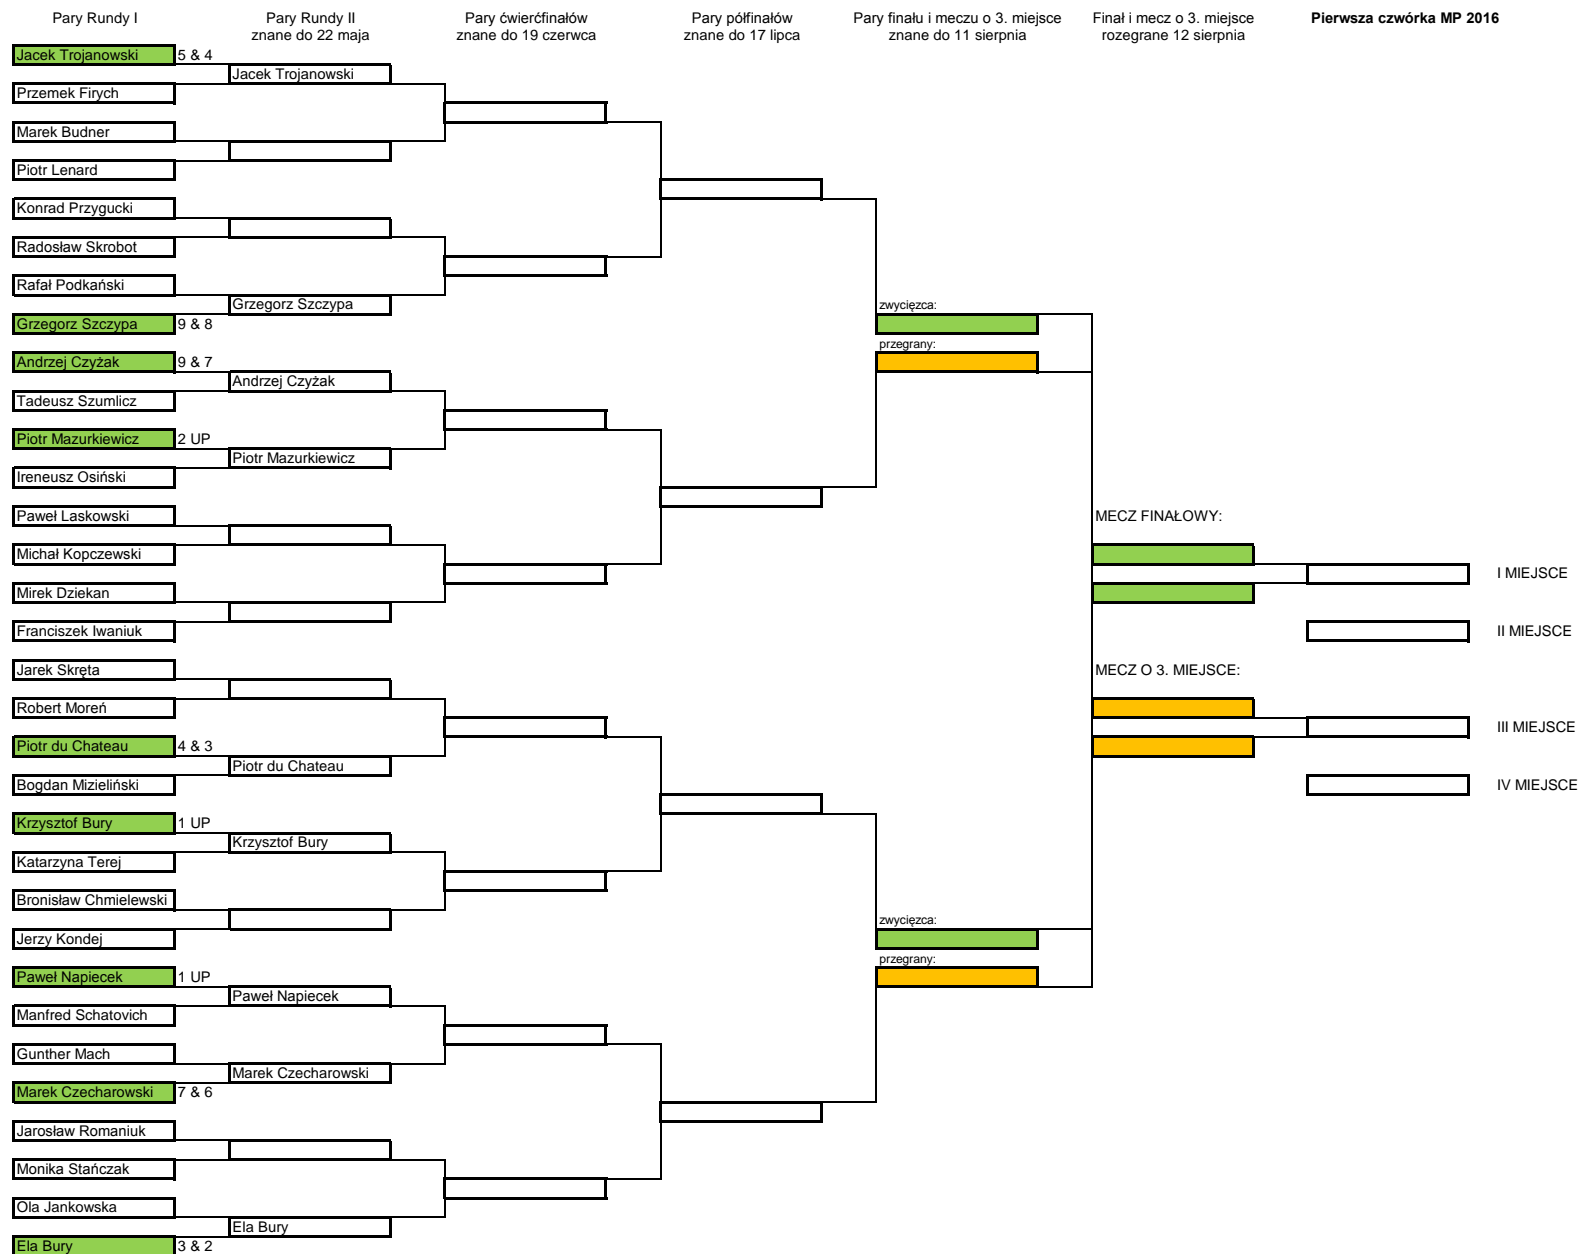 Pary Rundy I
Pary Rundy II
znane do 22 maja
Pary ćwierćfinałów
znane do 19 czerwca
Pary półfinałów
znane do 17 lipca
Pary finału i meczu o 3. miejsce
znane do 11 sierpnia
Finał i mecz o 3. miejsce
rozegrane 12 sierpnia
Pierwsza czwórka MP 2016
Jacek Trojanowski 5 & 4
Jacek Trojanowski
Przemek Firych
Marek Budner
Piotr Lenard
Konrad Przygucki
Radosław Skrobot
Rafał Podkański
Grzegorz Szczypa
zwycięzca:
Grzegorz Szczypa 9 & 8
przegrany:
Andrzej Czyżak 9 & 7
Andrzej Czyżak
Tadeusz Szumlicz
Piotr Mazurkiewicz 2 UP
Piotr Mazurkiewicz
Ireneusz Osiński
Paweł Laskowski
MECZ FINAŁOWY:
Michał Kopczewski
I MIEJSCE
Mirek Dziekan
Franciszek Iwaniuk
II MIEJSCE
Jarek Skręta
MECZ O 3. MIEJSCE:
Robert Moreń
III MIEJSCE
Piotr du Chateau 4 & 3
Piotr du Chateau
Bogdan Mizieliński
IV MIEJSCE
Krzysztof Bury 1 UP
Krzysztof Bury
Katarzyna Terej
Bronisław Chmielewski
zwycięzca:
Jerzy Kondej
przegrany:
Paweł Napiecek 1 UP
Paweł Napiecek
Manfred Schatovich
Gunther Mach
Marek Czecharowski
Marek Czecharowski 7 & 6
Jarosław Romaniuk
Monika Stańczak
Ola Jankowska
Ela Bury
Ela Bury 3 & 2